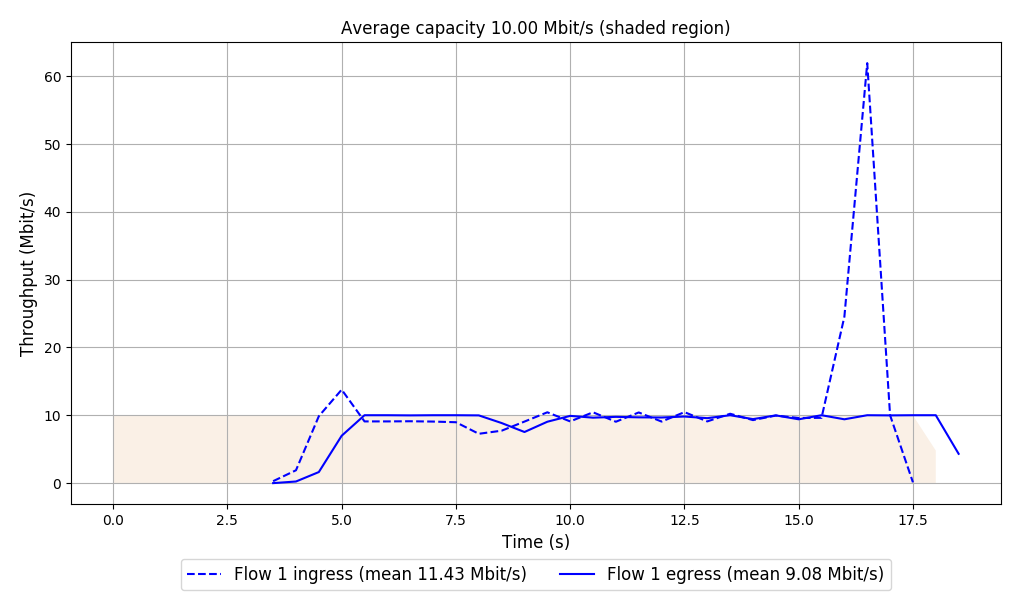 Average capacity 10.00 Mbit/s (shaded region)
Throughput (Mbit/s)
60
50
40
30
20
10
0
0.0 2.5 5.0 7.5 10.0 12.5 15.0 17.5
Time (s)
Flow 1 ingress (mean 11.43 Mbit/s) Flow 1 egress (mean 9.08 Mbit/s)